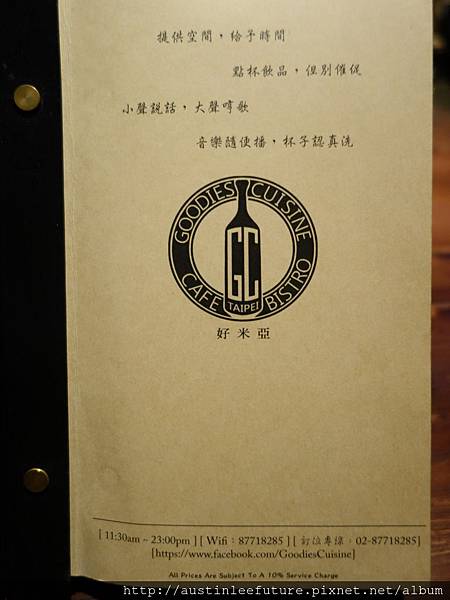 提供空間，給予時間
點杯飲品，但別催促
小聲說話，大聲哼歌
音樂隨便播，杯子認真洗
GOODIES CUISINE
GC
TAIPEI
CAFE BISTRO
好米亞
[ 11:30am ~ 23:00pm ] [ Wifi : 87718285 ] [ 訂位專線 : 02-87718285]
[https://www.facebook.com/GoodiesCuisine]
All Prices Are Subject To A 10% Service Charge
http://austinleefuture.pixnet.net/album